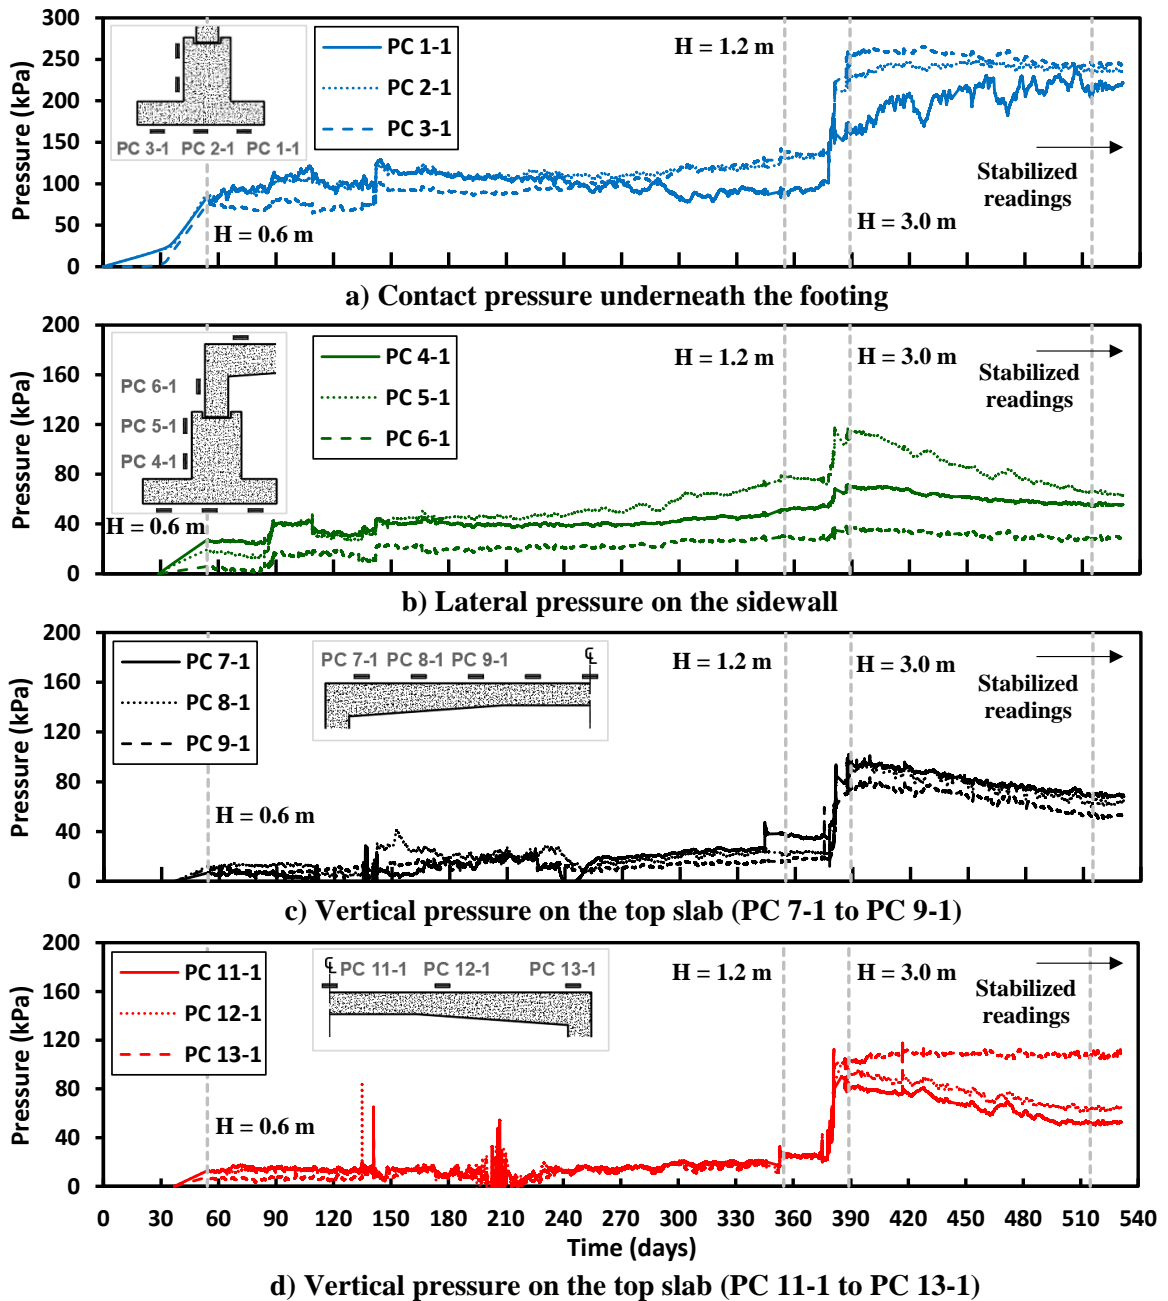 300
250
200
150
100
50
0
Pressure (kPa)
PC 3-1 PC 2-1 PC 1-1
PC 1-1
PC 2-1
PC 3-1
H = 0.6 m
H = 1.2 m
H = 3.0 m
Stabilized
readings
a) Contact pressure underneath the footing
200
160
120
80
40
0
Pressure (kPa)
PC 6-1
PC 5-1
PC 4-1
PC 4-1
PC 5-1
PC 6-1
H = 0.6 m
H = 1.2 m
H = 3.0 m
Stabilized
readings
b) Lateral pressure on the sidewall
200
160
120
80
40
0
Pressure (kPa)
PC 7-1
PC 8-1
PC 9-1
PC 7-1 PC 8-1 PC 9-1
℄
H = 0.6 m
H = 1.2 m
H = 3.0 m
Stabilized
readings
c) Vertical pressure on the top slab (PC 7-1 to PC 9-1)
200
160
120
80
40
0
Pressure (kPa)
PC 11-1
PC 12-1
PC 13-1
℄ PC 11-1 PC 12-1 PC 13-1
H = 0.6 m
H = 1.2 m
H = 3.0 m
Stabilized
readings
0 30 60 90 120 150 180 210 240 270 300 330 360 390 420 450 480 510 540
Time (days)
d) Vertical pressure on the top slab (PC 11-1 to PC 13-1)